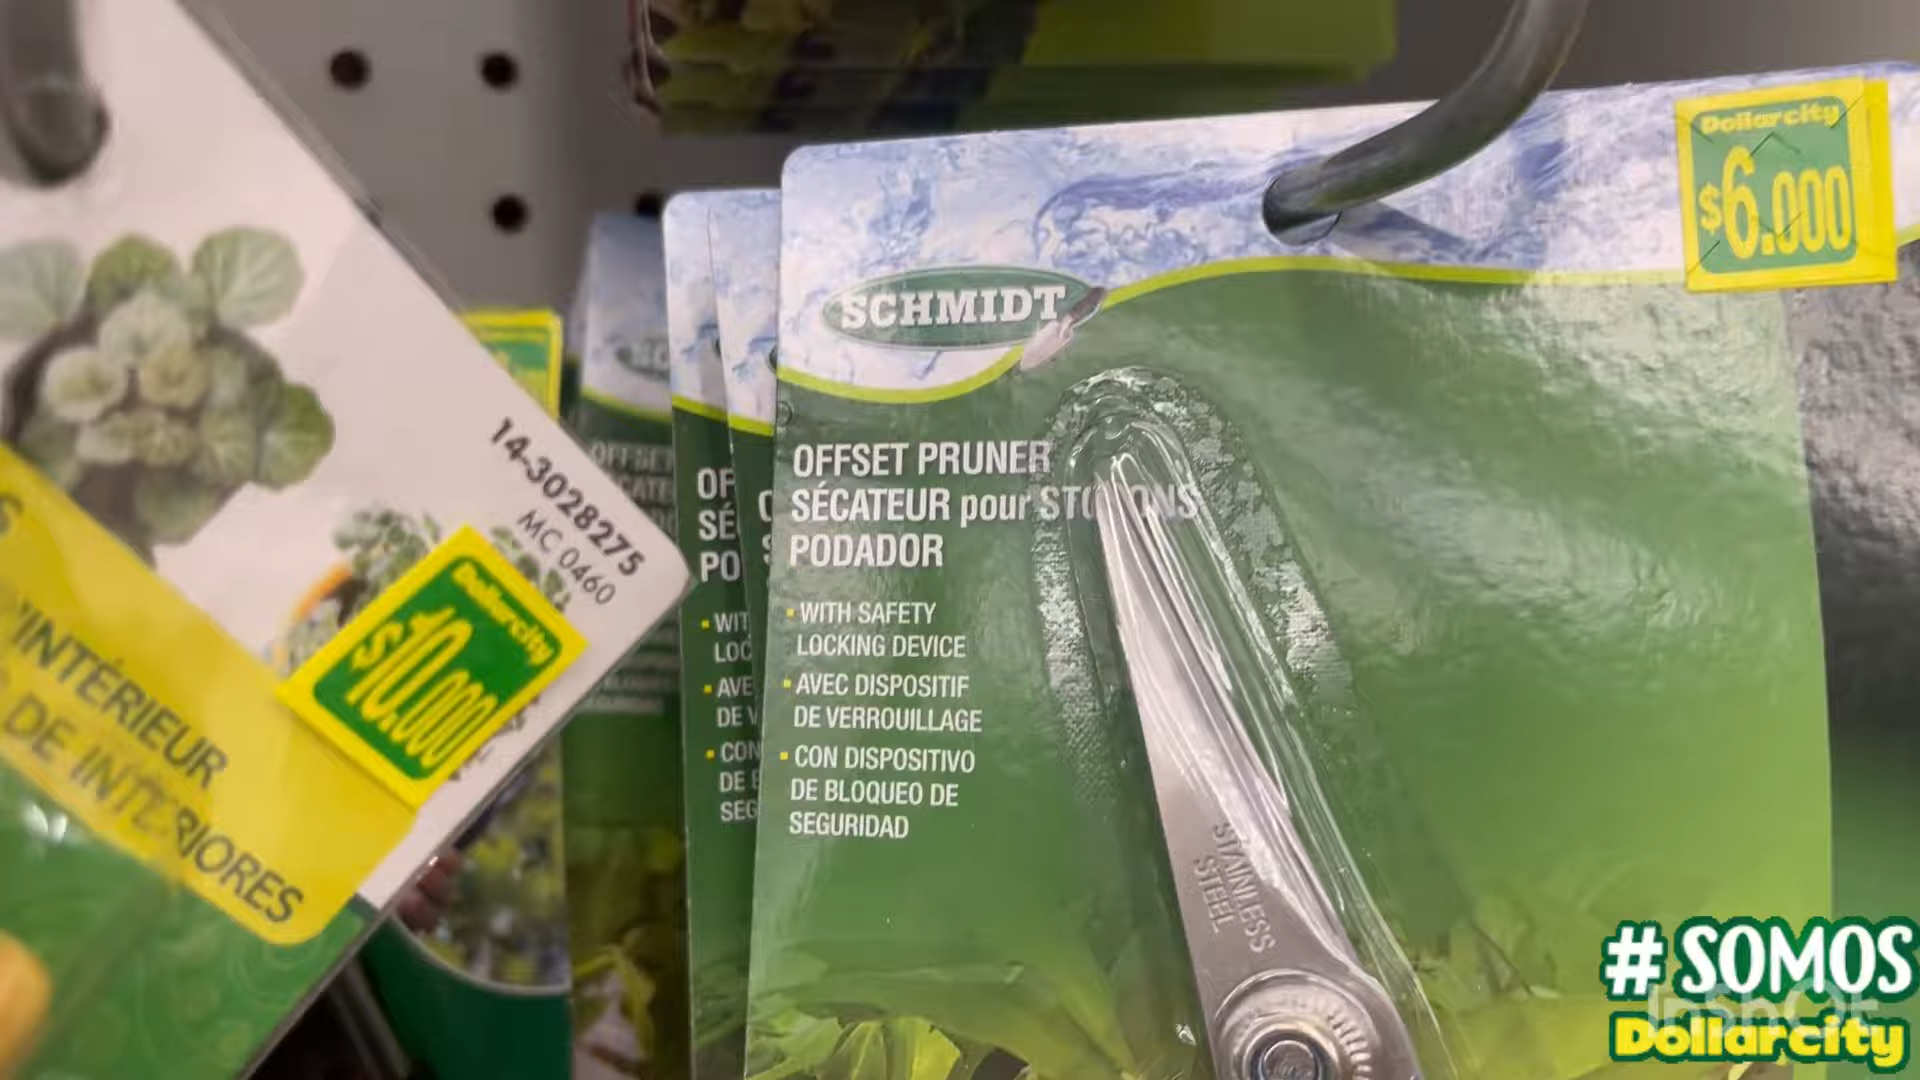 Dollarcity
$6.000
SCHMIDT
OFFSET PRUNER
SÉCATEUR pour
PODADOR
WITH SAFETY
LOCKING DEVICE
AVEC DISPOSITIF
DE VERROUILLAGE
CON DISPOSITIVO
DE BLOQUEO DE
SEGURIDAD
STAINLESS
STEEL
14-3028275
MC 0460
Dollarcity
$10.000
INTÉRIEUR
DE INTERIORES
# SOMOS
Dollarcity
InShOt